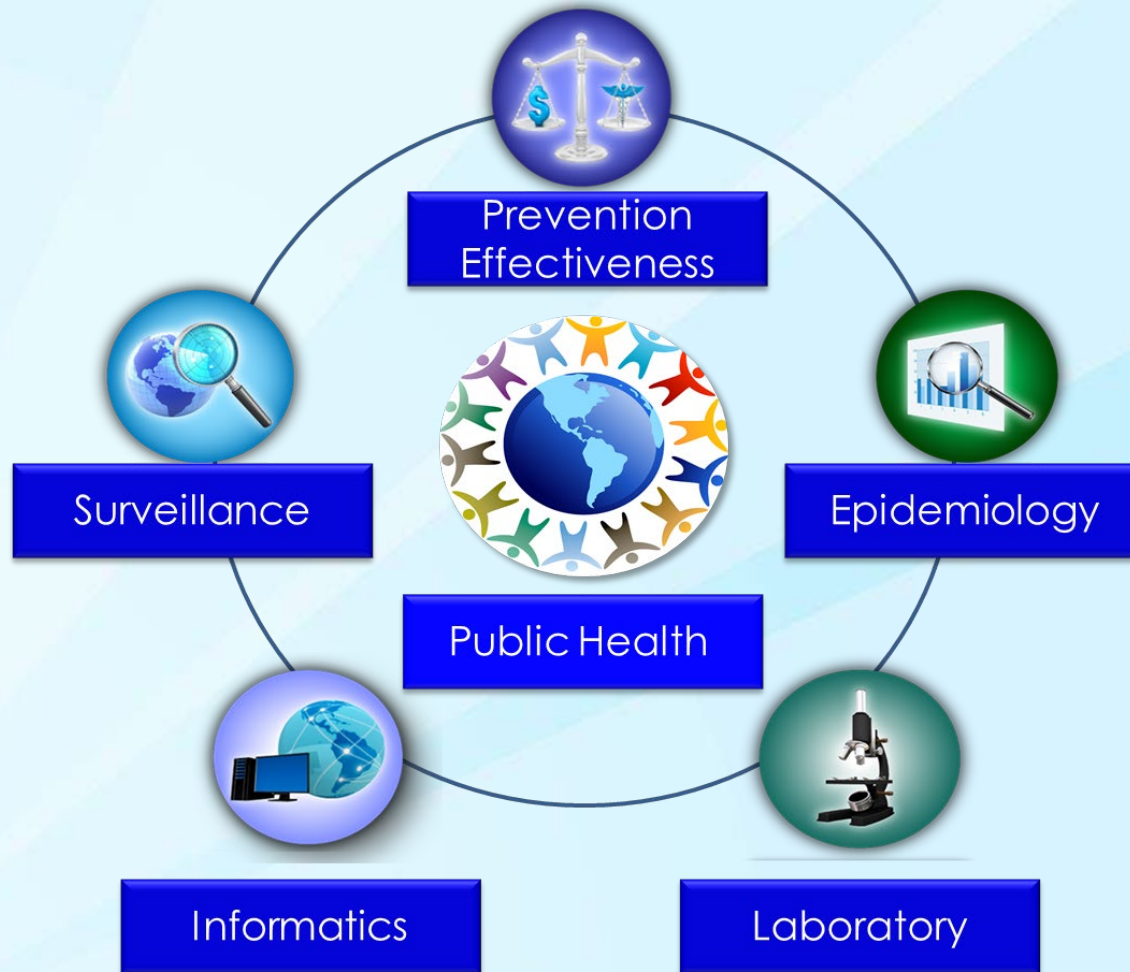 Prevention
Effectiveness
Surveillance
Epidemiology
Public Health
Informatics
Laboratory